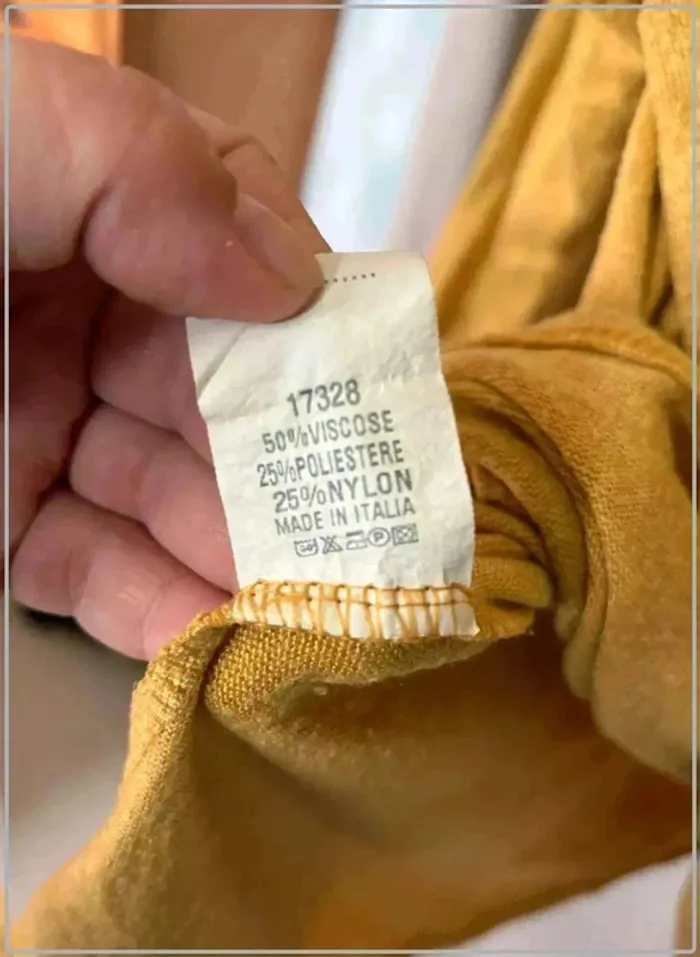 17328
50%VISCOSE
25%POLIESTERE
25%NYLON
MADE IN ITALIA